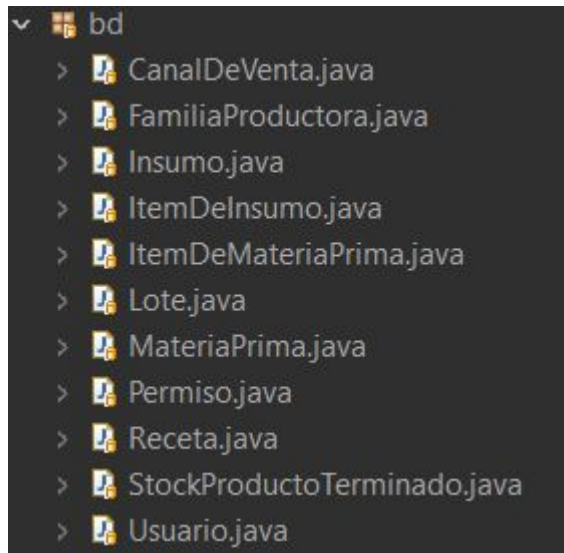 bd
CanalDeVenta.java
FamiliaProductora.java
Insumo.java
ItemDeInsumo.java
ItemDeMateriaPrima.java
Lote.java
MateriaPrima.java
Permiso.java
Receta.java
StockProductoTerminado.java
Usuario.java